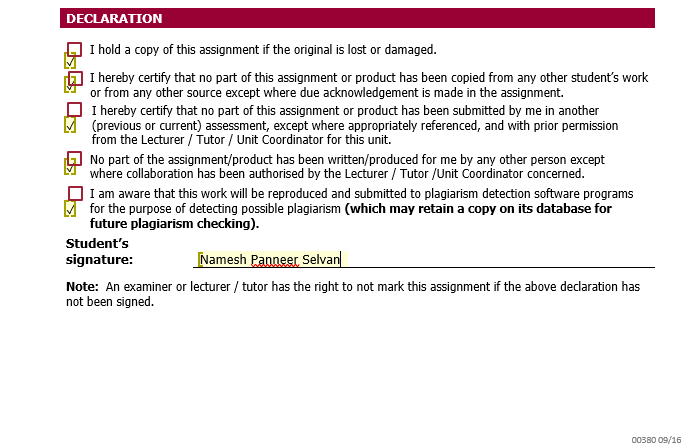 DECLARATION
I hold a copy of this assignment if the original is lost or damaged.
I hereby certify that no part of this assignment or product has been copied from any other student's work
or from any other source except where due acknowledgement is made in the assignment.
I hereby certify that no part of this assignment or product has been submitted by me in another
(previous or current) assessment, except where appropriately referenced, and with prior permission
from the Lecturer / Tutor / Unit Coordinator for this unit.
No part of the assignment/product has been written/produced for me by any other person except
where collaboration has been authorised by the Lecturer / Tutor /Unit Coordinator concerned.
I am aware that this work will be reproduced and submitted to plagiarism detection software programs
for the purpose of detecting possible plagiarism (which may retain a copy on its database for
future plagiarism checking).
Student's
signature: Namesh Panneer Selvan
Note: An examiner or lecturer / tutor has the right to not mark this assignment if the above declaration has
not been signed.
00380 09/16